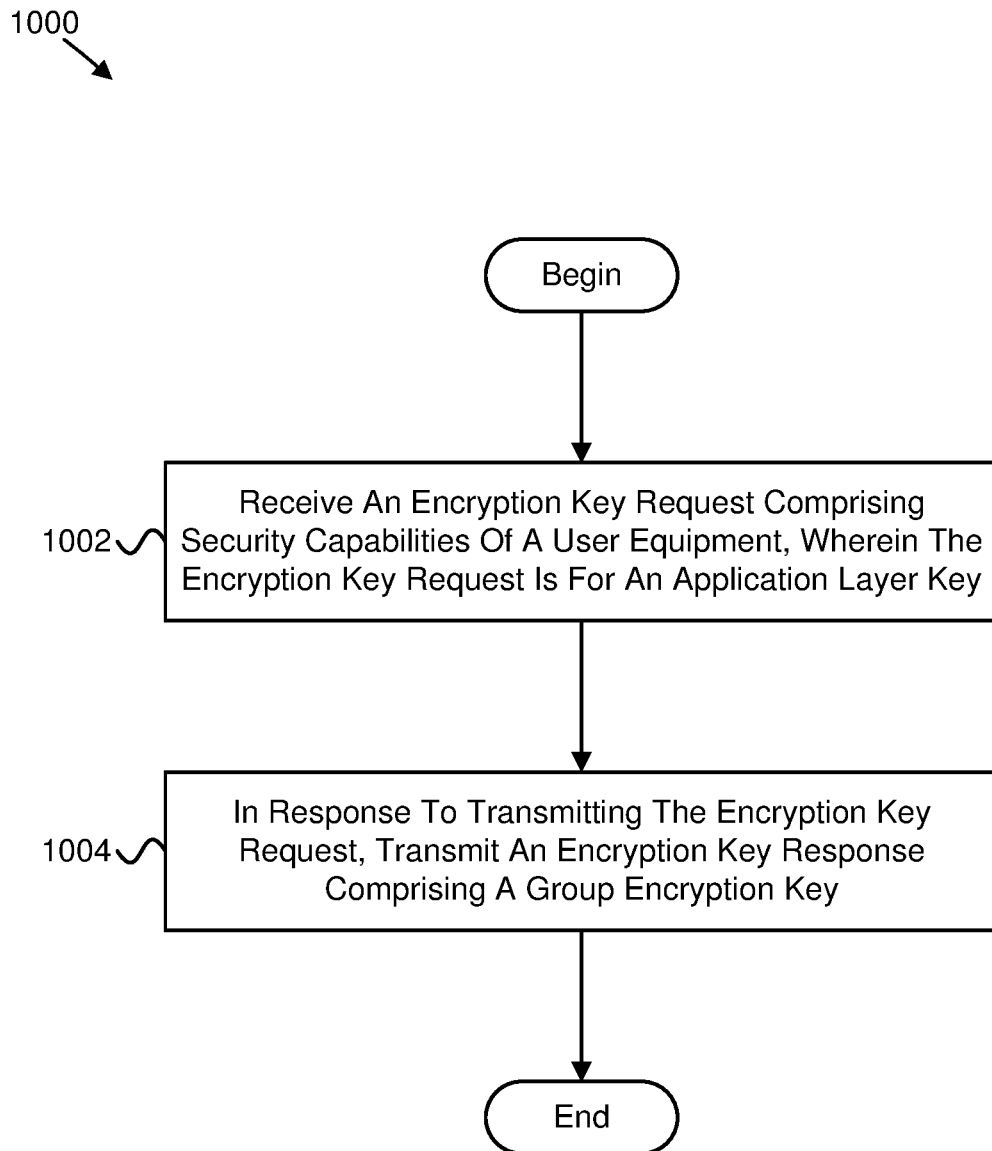 1000
Begin
1002
Receive An Encryption Key Request Comprising
Security Capabilities Of A User Equipment, Wherein The
Encryption Key Request Is For An Application Layer Key
1004
In Response To Transmitting The Encryption Key
Request, Transmit An Encryption Key Response
Comprising A Group Encryption Key
End